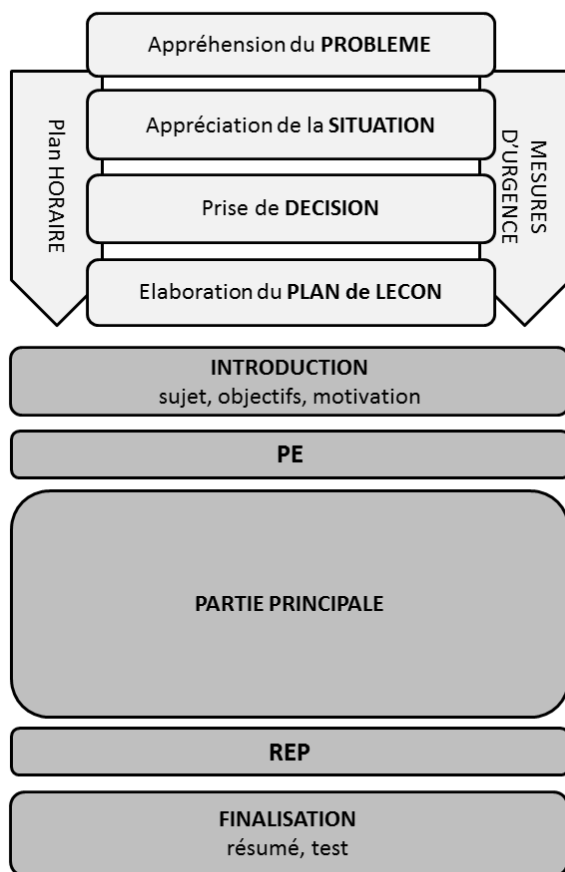 Appréhension du PROBLEME
Appréciation de la SITUATION
Prise de DECISION
Elaboration du PLAN de LECON
Plan HORAIRE
MESURES
D'URGENCE
INTRODUCTION
sujet, objectifs, motivation
PE
PARTIE PRINCIPALE
REP
FINALISATION
résumé, test